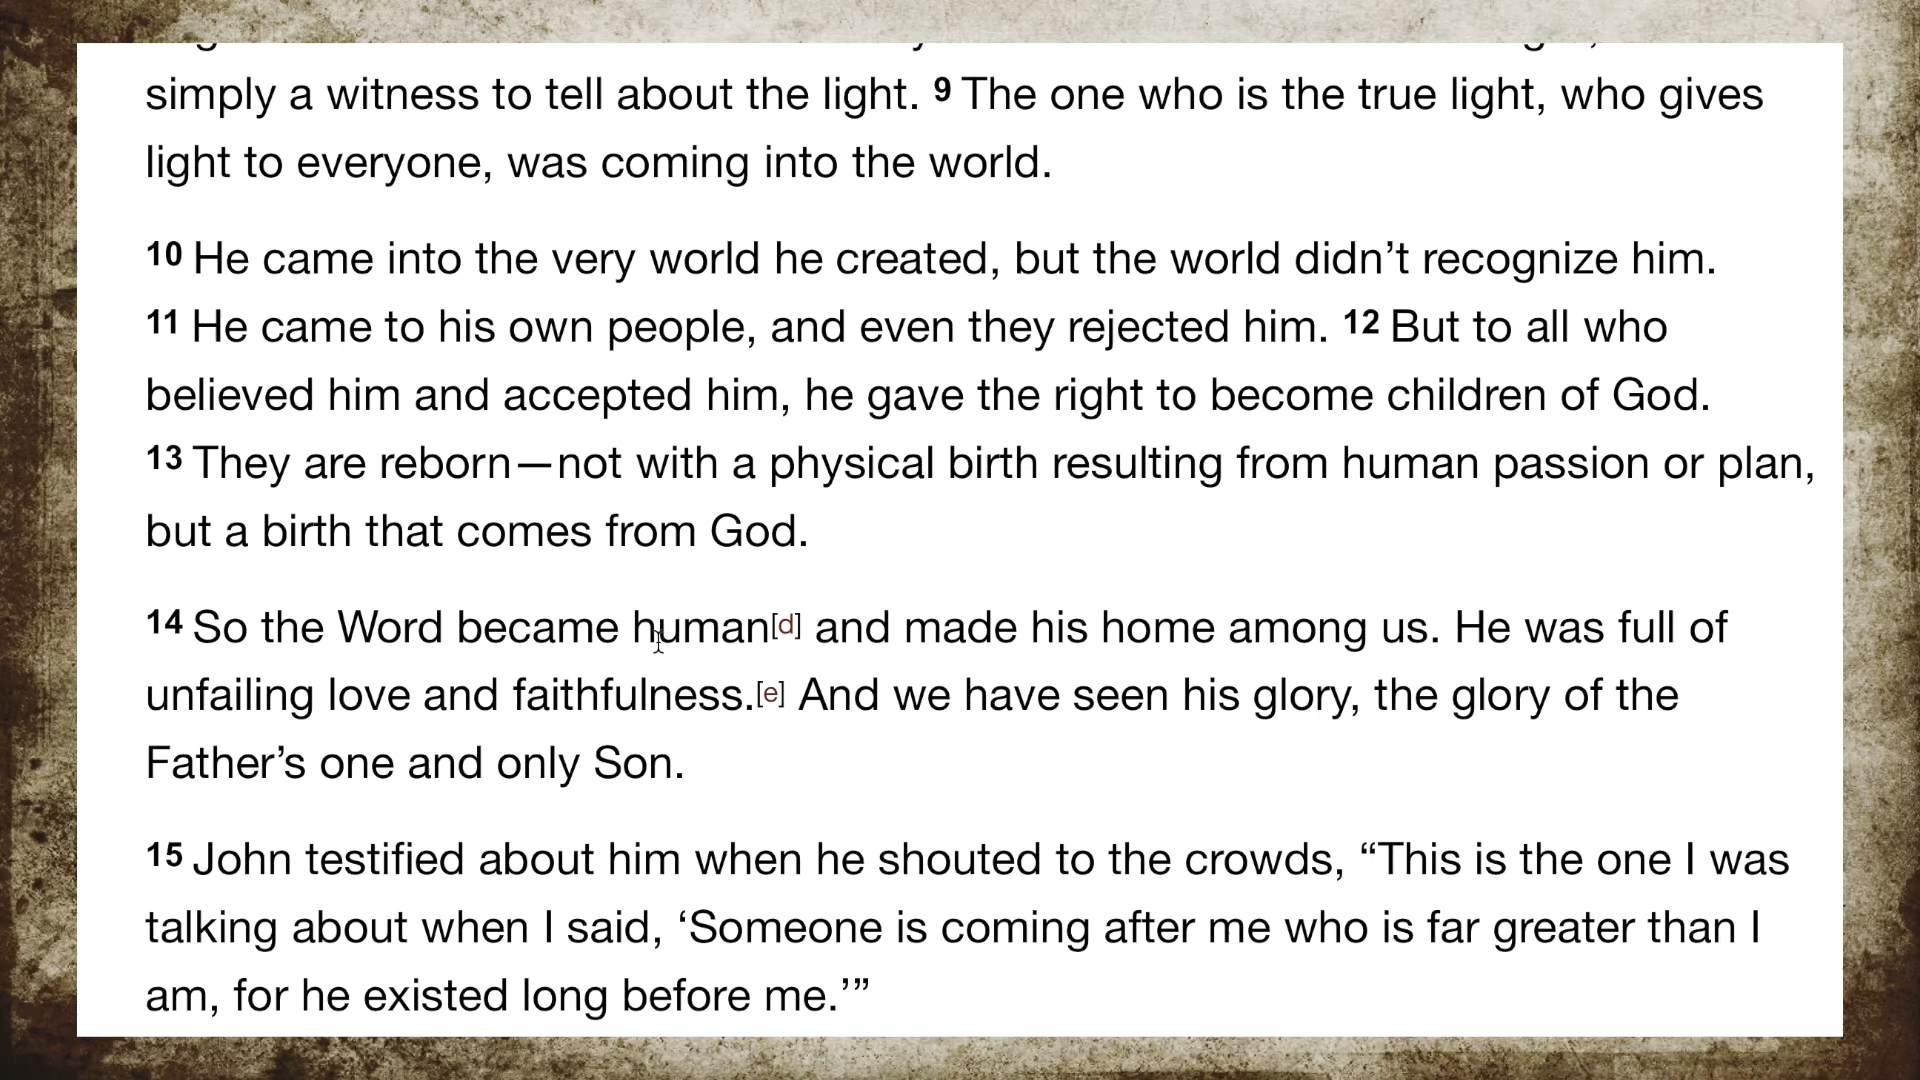 simply a witness to tell about the light. 9 The one who is the true light, who gives
light to everyone, was coming into the world.
10 He came into the very world he created, but the world didn’t recognize him.
11 He came to his own people, and even they rejected him. 12 But to all who
believed him and accepted him, he gave the right to become children of God.
13 They are reborn—not with a physical birth resulting from human passion or plan,
but a birth that comes from God.
14 So the Word became human[d] and made his home among us. He was full of
unfailing love and faithfulness.[e] And we have seen his glory, the glory of the
Father’s one and only Son.
15 John testified about him when he shouted to the crowds, “This is the one I was
talking about when I said, ‘Someone is coming after me who is far greater than I
am, for he existed long before me.’”